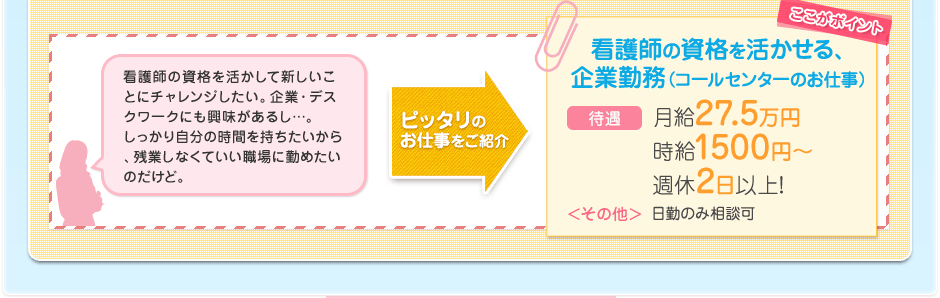 看護師の資格を活かして新しいこ
とにチャレンジしたい。企業・デス
クワークにも興味があるし…。
しっかり自分の時間を持ちたいから
、残業しなくていい職場に勤めたい
のだけど。
ピッタリの
お仕事をご紹介
ここがポイント
看護師の資格を活かせる、
企業勤務（コールセンターのお仕事）
待遇 月給27.5万円
時給1500円～
週休2日以上!
＜その他＞ 日勤のみ相談可